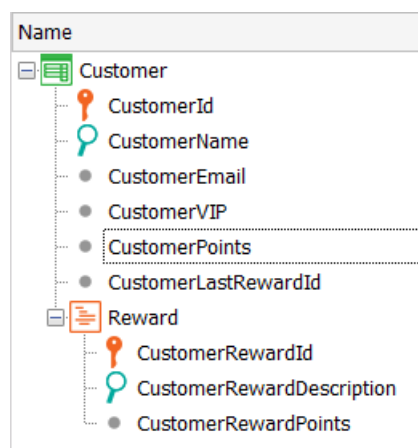 Name
Customer
CustomerId
CustomerName
CustomerEmail
CustomerVIP
CustomerPoints
CustomerLastRewardId
Reward
CustomerRewardId
CustomerRewardDescription
CustomerRewardPoints